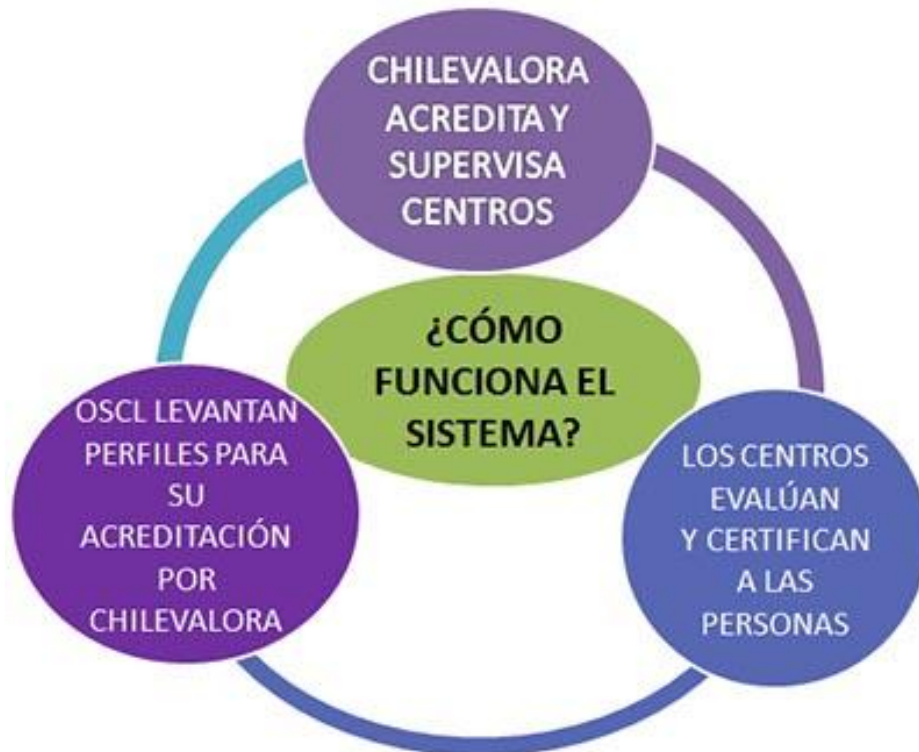 CHILEVALORA
ACREDITA Y
SUPERVISA
CENTROS
¿CÓMO
FUNCIONA EL
SISTEMA?
OSCL LEVANTAN
PERFILES PARA
SU
ACREDITACIÓN
POR
CHILEVALORA
LOS CENTROS
EVALÚAN
Y CERTIFICAN
A LAS
PERSONAS